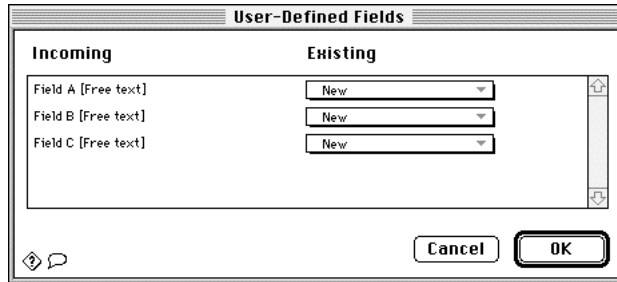 User-Defined Fields
Incoming Existing
Field A [Free text] New
Field B [Free text] New
Field C [Free text] New
Cancel OK